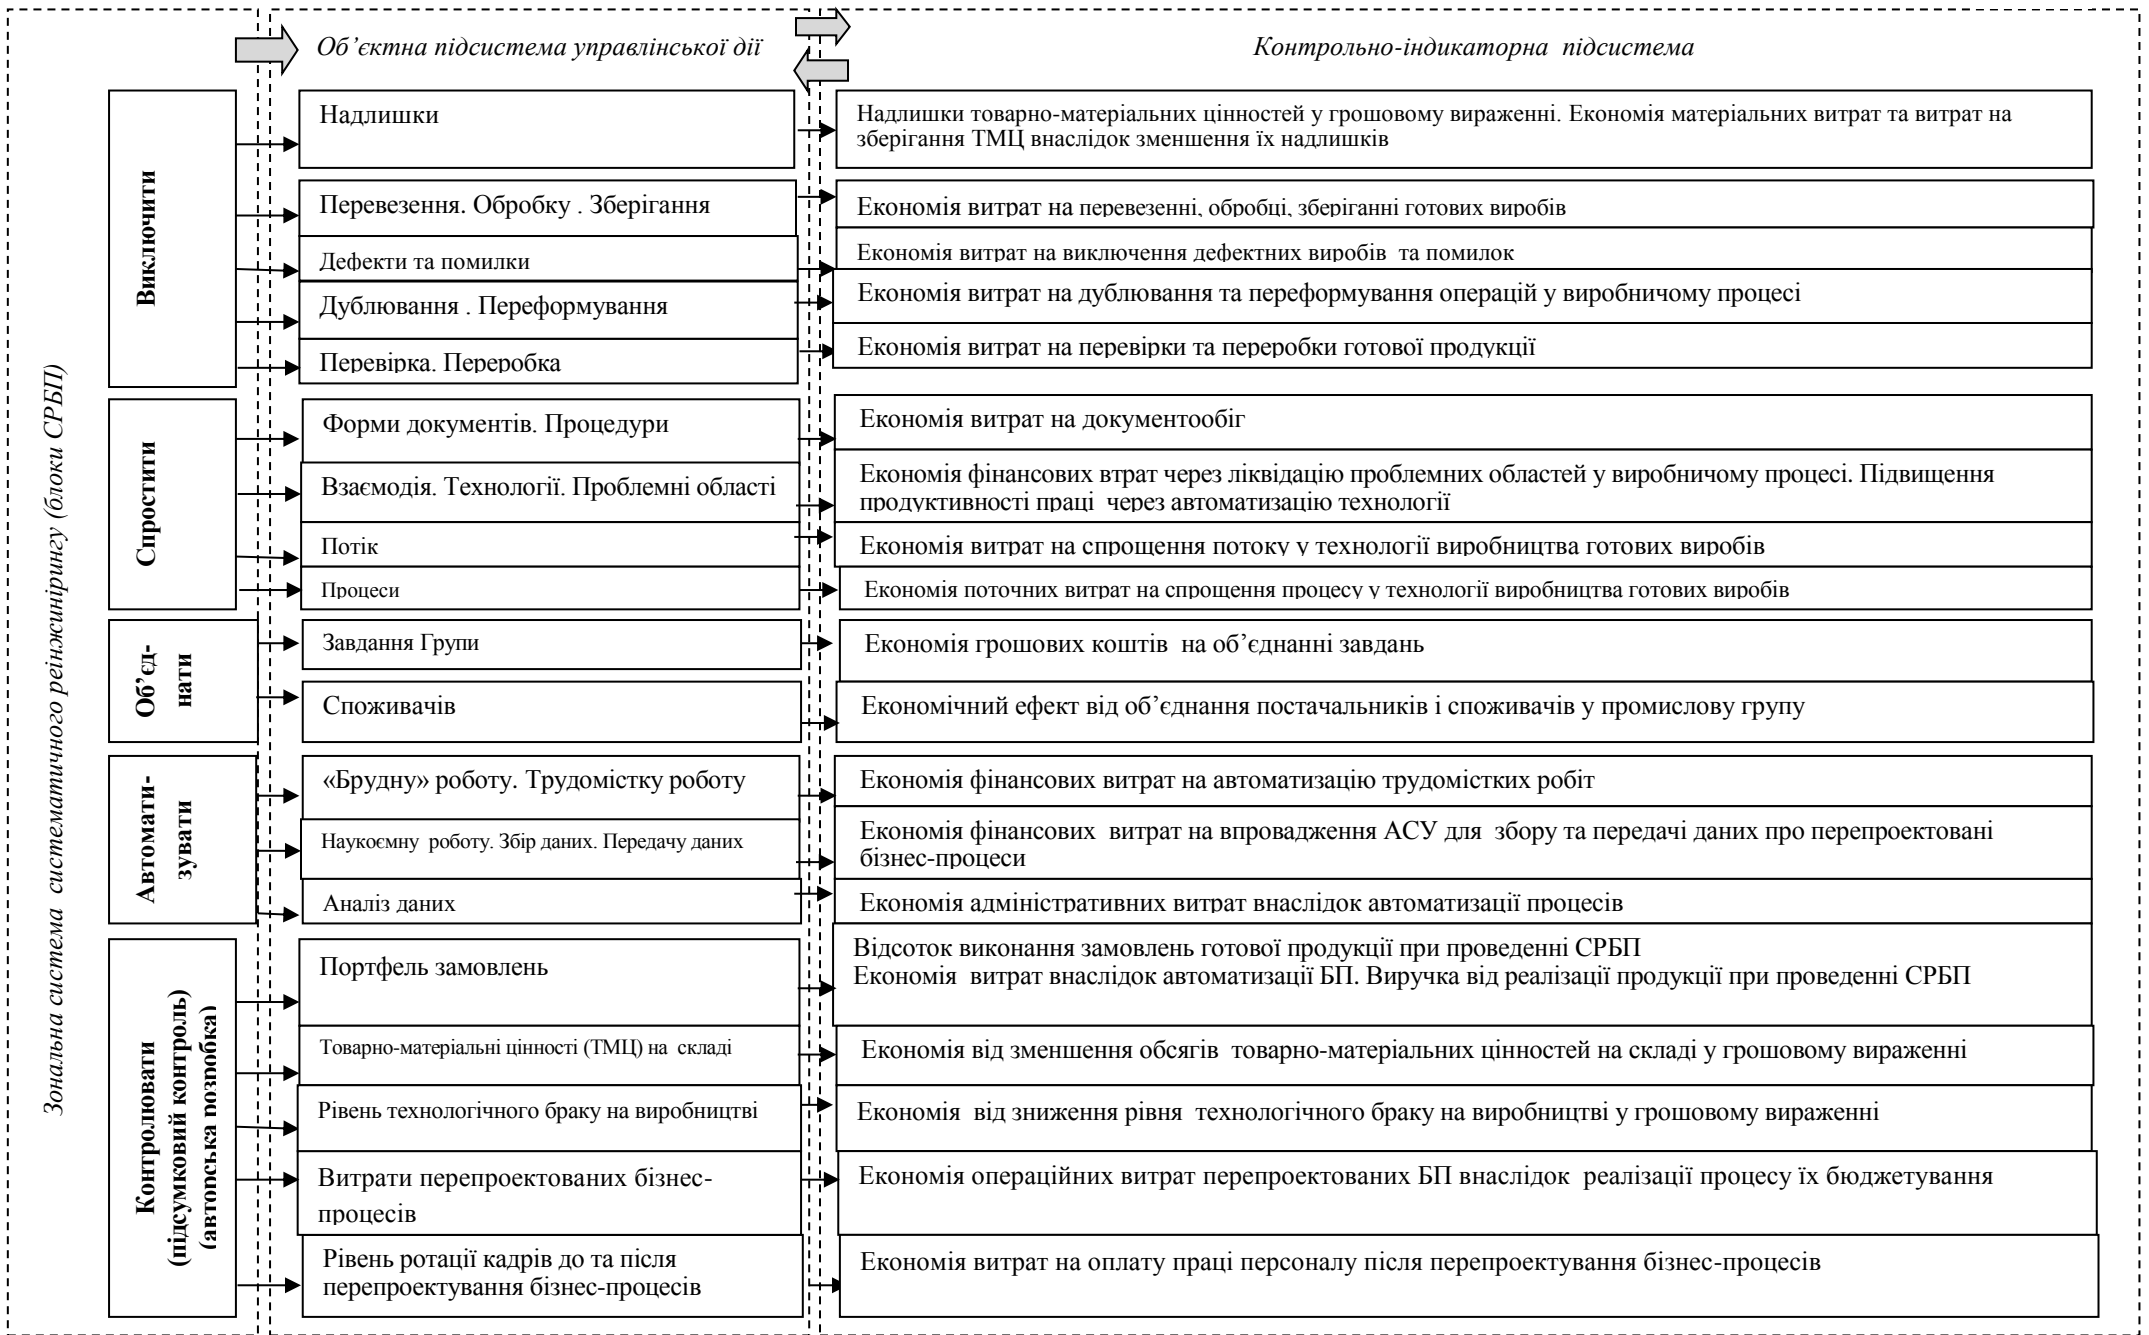 Об’єктна підсистема управлінської дії
Контрольно-індикаторна підсистема
Зональна система систематичного реінжинірингу (блоки СРБП)
Виключити
Надлишки
Надлишки товарно-матеріальних цінностей у грошовому вираженні. Економія матеріальних витрат та витрат на
зберігання ТМЦ внаслідок зменшення їх надлишків
Перевезення. Обробку . Зберігання
Економія витрат на перевезенні, обробці, зберіганні готових виробів
Дефекти та помилки
Економія витрат на виключення дефектних виробів та помилок
Дублювання . Переформування
Економія витрат на дублювання та переформування операцій у виробничому процесі
Перевірка. Переробка
Економія витрат на перевірки та переробки готової продукції
Спростити
Форми документів. Процедури
Економія витрат на документообіг
Взаємодія. Технології. Проблемні області
Економія фінансових втрат через ліквідацію проблемних областей у виробничому процесі. Підвищення
продуктивності праці через автоматизацію технології
Потік
Економія витрат на спрощення потоку у технології виробництва готових виробів
Процеси
Економія поточних витрат на спрощення процесу у технології виробництва готових виробів
Об’єд-
нати
Завдання Групи
Економія грошових коштів на об’єднанні завдань
Споживачів
Економічний ефект від об’єднання постачальників і споживачів у промислову групу
Автомати-
зувати
«Брудну» роботу. Трудомістку роботу
Економія фінансових витрат на автоматизацію трудомістких робіт
Наукоємну роботу. Збір даних. Передачу даних
Економія фінансових витрат на впровадження АСУ для збору та передачі даних про перепроектовані
бізнес-процеси
Аналіз даних
Економія адміністративних витрат внаслідок автоматизації процесів
Контролювати
(підсумковий контроль)
(авторська розробка)
Портфель замовлень
Відсоток виконання замовлень готової продукції при проведенні СРБП
Економія витрат внаслідок автоматизації БП. Виручка від реалізації продукції при проведенні СРБП
Товарно-матеріальні цінності (ТМЦ) на складі
Економія від зменшення обсягів товарно-матеріальних цінностей на складі у грошовому вираженні
Рівень технологічного браку на виробництві
Економія від зниження рівня технологічного браку на виробництві у грошовому вираженні
Витрати перепроектованих бізнес-
процесів
Економія операційних витрат перепроектованих БП внаслідок реалізації процесу їх бюджетування
Рівень ротації кадрів до та після
перепроектування бізнес-процесів
Економія витрат на оплату праці персоналу після перепроектування бізнес-процесів